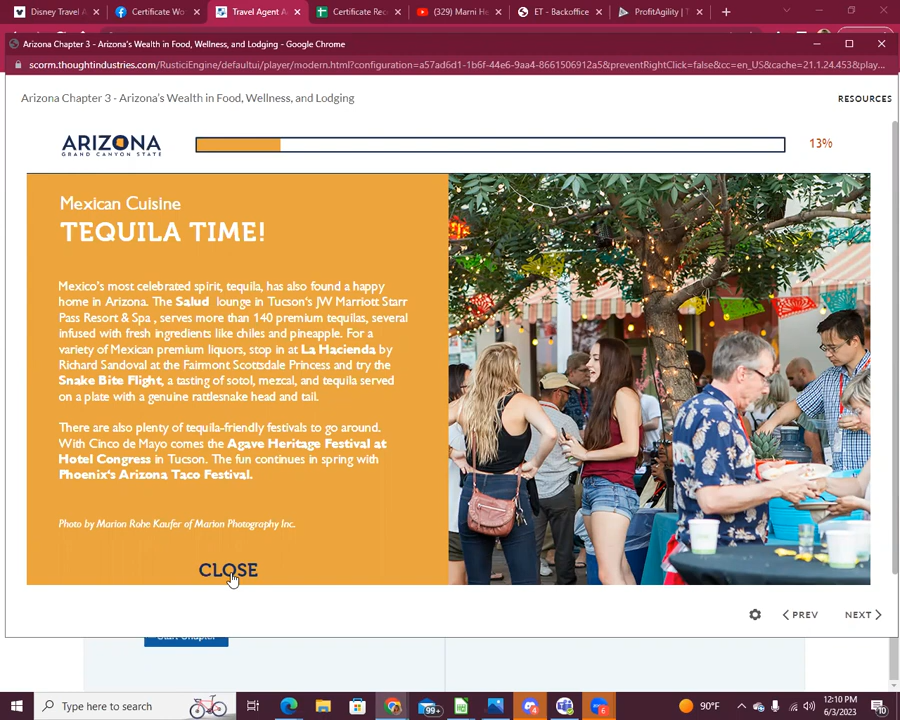 Disney Travel A
Certificate Wo
Travel Agent A
Certificate Re
(329) Marni He
ET - Backoffice
ProfitAgility | T
Arizona Chapter 3 - Arizona's Wealth in Food, Wellness, and Lodging - Google Chrome
scorm.thoughtindustries.com/RusticiEngine/defaultui/player/modern.html?configuration=a57ad6d1-1b6f-44e6-9aa4-8661506912a5&preventRightClick=false&cc=en_US&cache=21.1.24.453&play...
Arizona Chapter 3 - Arizona's Wealth in Food, Wellness, and Lodging
RESOURCES
ARIZONA
GRAND CANYON STATE
13%
Mexican Cuisine
TEQUILA TIME!
Mexico's most celebrated spirit, tequila, has also found a happy
home in Arizona. The Salud lounge in Tucson's JW Marriott Starr
Pass Resort & Spa , serves more than 140 premium tequilas, several
infused with fresh ingredients like chiles and pineapple. For a
variety of Mexican premium liquors, stop in at La Hacienda by
Richard Sandoval at the Fairmont Scottsdale Princess and try the
Snake Bite Flight, a tasting of sotol, mezcal, and tequila served
on a plate with a genuine rattlesnake head and tail.
There are also plenty of tequila-friendly festivals to go around.
With Cinco de Mayo comes the Agave Heritage Festival at
Hotel Congress in Tucson. The fun continues in spring with
Phoenix's Arizona Taco Festival.
Photo by Marion Rohe Kaufer of Marion Photography Inc.
CLOSE
PREV
NEXT
Type here to search
99+
4
6
90°F
12:10 PM
6/3/2023
10